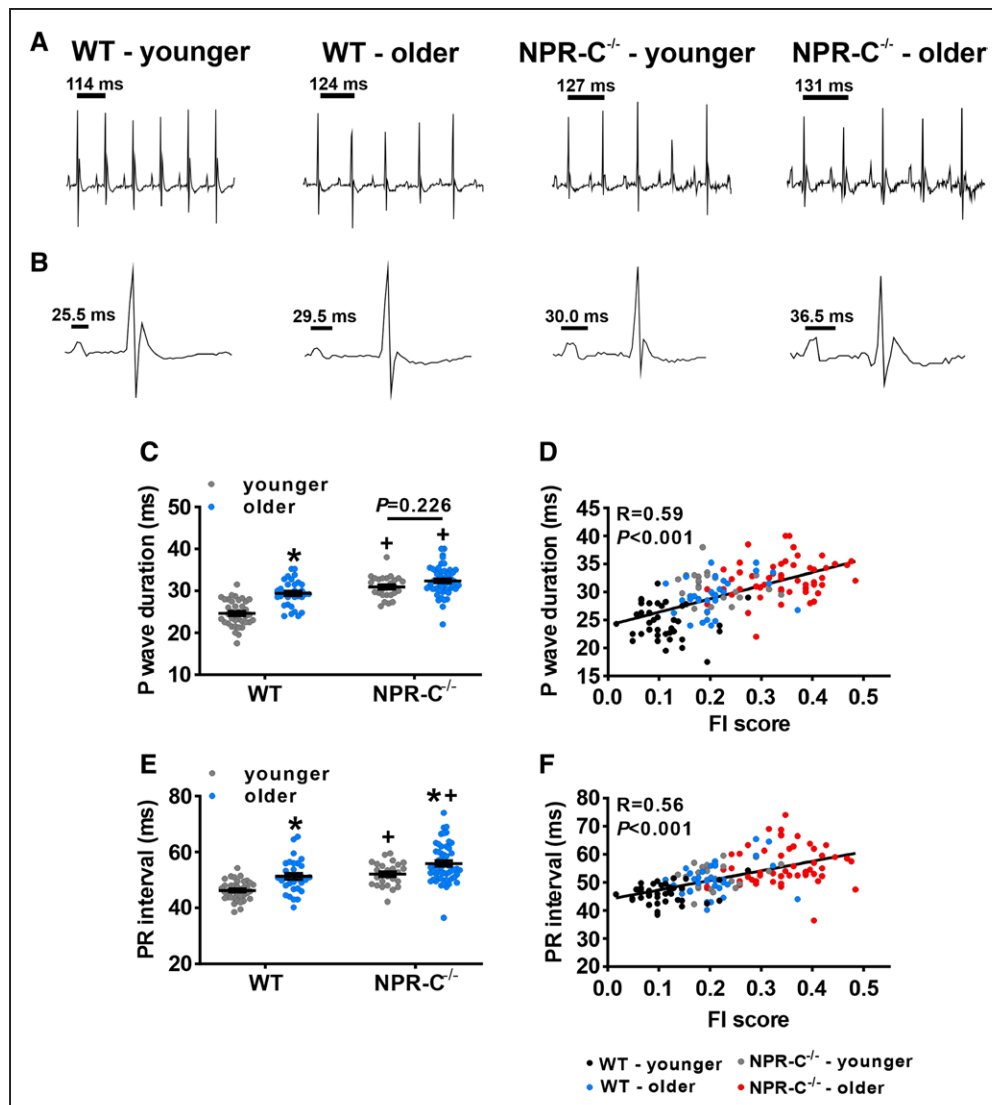 A
WT - younger WT - older NPR-C-/- - younger NPR-C-/- - older
114 ms 124 ms 127 ms 131 ms
B
25.5 ms 29.5 ms 30.0 ms 36.5 ms
C
younger
older
P=0.226
*
+ +
P wave duration (ms)
50
40
30
20
10
WT NPR-C-/-
D
R=0.59
P<0.001
P wave duration (ms)
45
40
35
30
25
20
15
10
0.0 0.1 0.2 0.3 0.4 0.5
FI score
E
younger
older
*
+
*+
PR interval (ms)
80
60
40
20
WT NPR-C-/-
F
R=0.56
P<0.001
PR interval (ms)
80
70
60
50
40
30
20
0.0 0.1 0.2 0.3 0.4 0.5
FI score
WT - younger NPR-C-/- - younger
WT - older NPR-C-/- - older